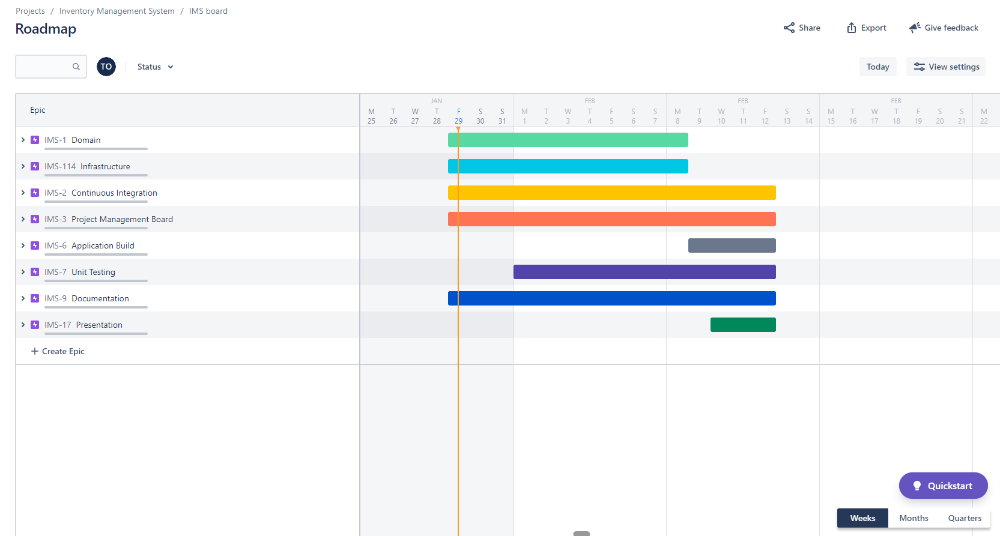 Projects / Inventory Management System / IMS board
Roadmap
Share Export Give feedback
TO Status Today View settings
Epic
JAN FEB FEB FEB
M T W T F S S M T W T F S S M T W T F S S M T W T F S S M
25 26 27 28 29 30 31 1 2 3 4 5 6 7 8 9 10 11 12 13 14 15 16 17 18 19 20 21 22
IMS-1 Domain
IMS-114 Infrastructure
IMS-2 Continuous Integration
IMS-3 Project Management Board
IMS-6 Application Build
IMS-7 Unit Testing
IMS-9 Documentation
IMS-17 Presentation
+ Create Epic
Quickstart
Weeks Months Quarters